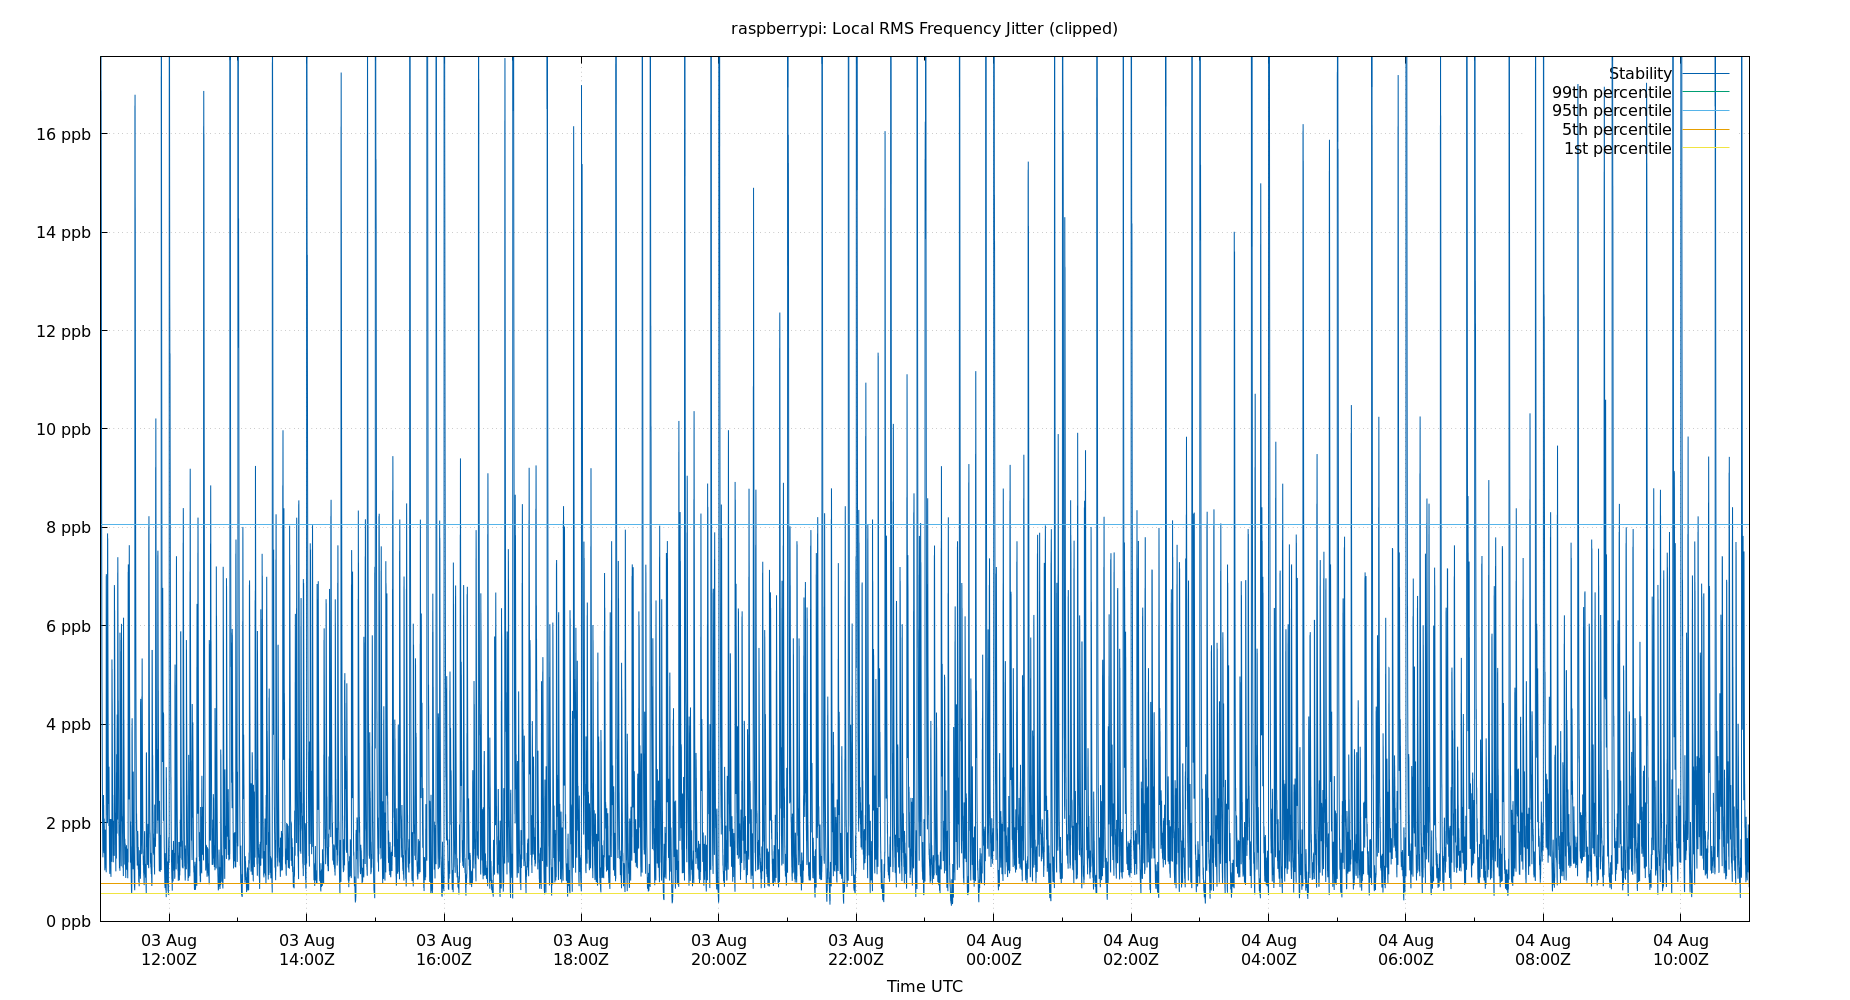 raspberrypi: Local RMS Frequency Jitter (clipped)
Stability
99th percentile
95th percentile
5th percentile
1st percentile
16 ppb
14 ppb
12 ppb
10 ppb
8 ppb
6 ppb
4 ppb
2 ppb
0 ppb
03 Aug 03 Aug 03 Aug 03 Aug 03 Aug 03 Aug 04 Aug 04 Aug 04 Aug 04 Aug 04 Aug 04 Aug
12:00Z 14:00Z 16:00Z 18:00Z 20:00Z 22:00Z 00:00Z 02:00Z 04:00Z 06:00Z 08:00Z 10:00Z
Time UTC